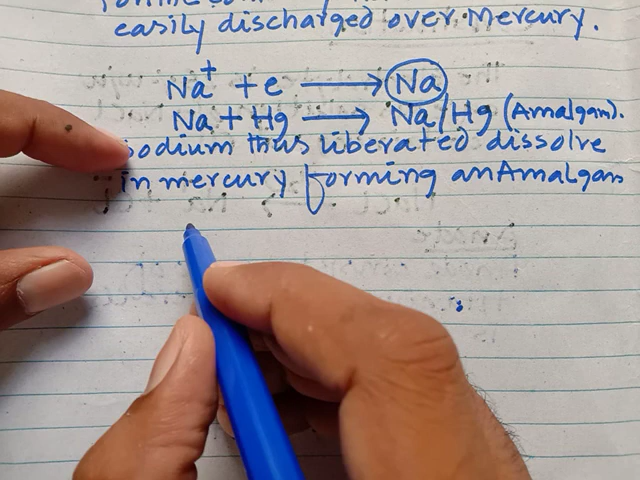 easily discharged over Mercury.
Na⁺ + e ⟶ Na
Na + Hg ⟶ Na/Hg (Amalgam).
Sodium thus liberated dissolve
in mercury forming an Amalgam